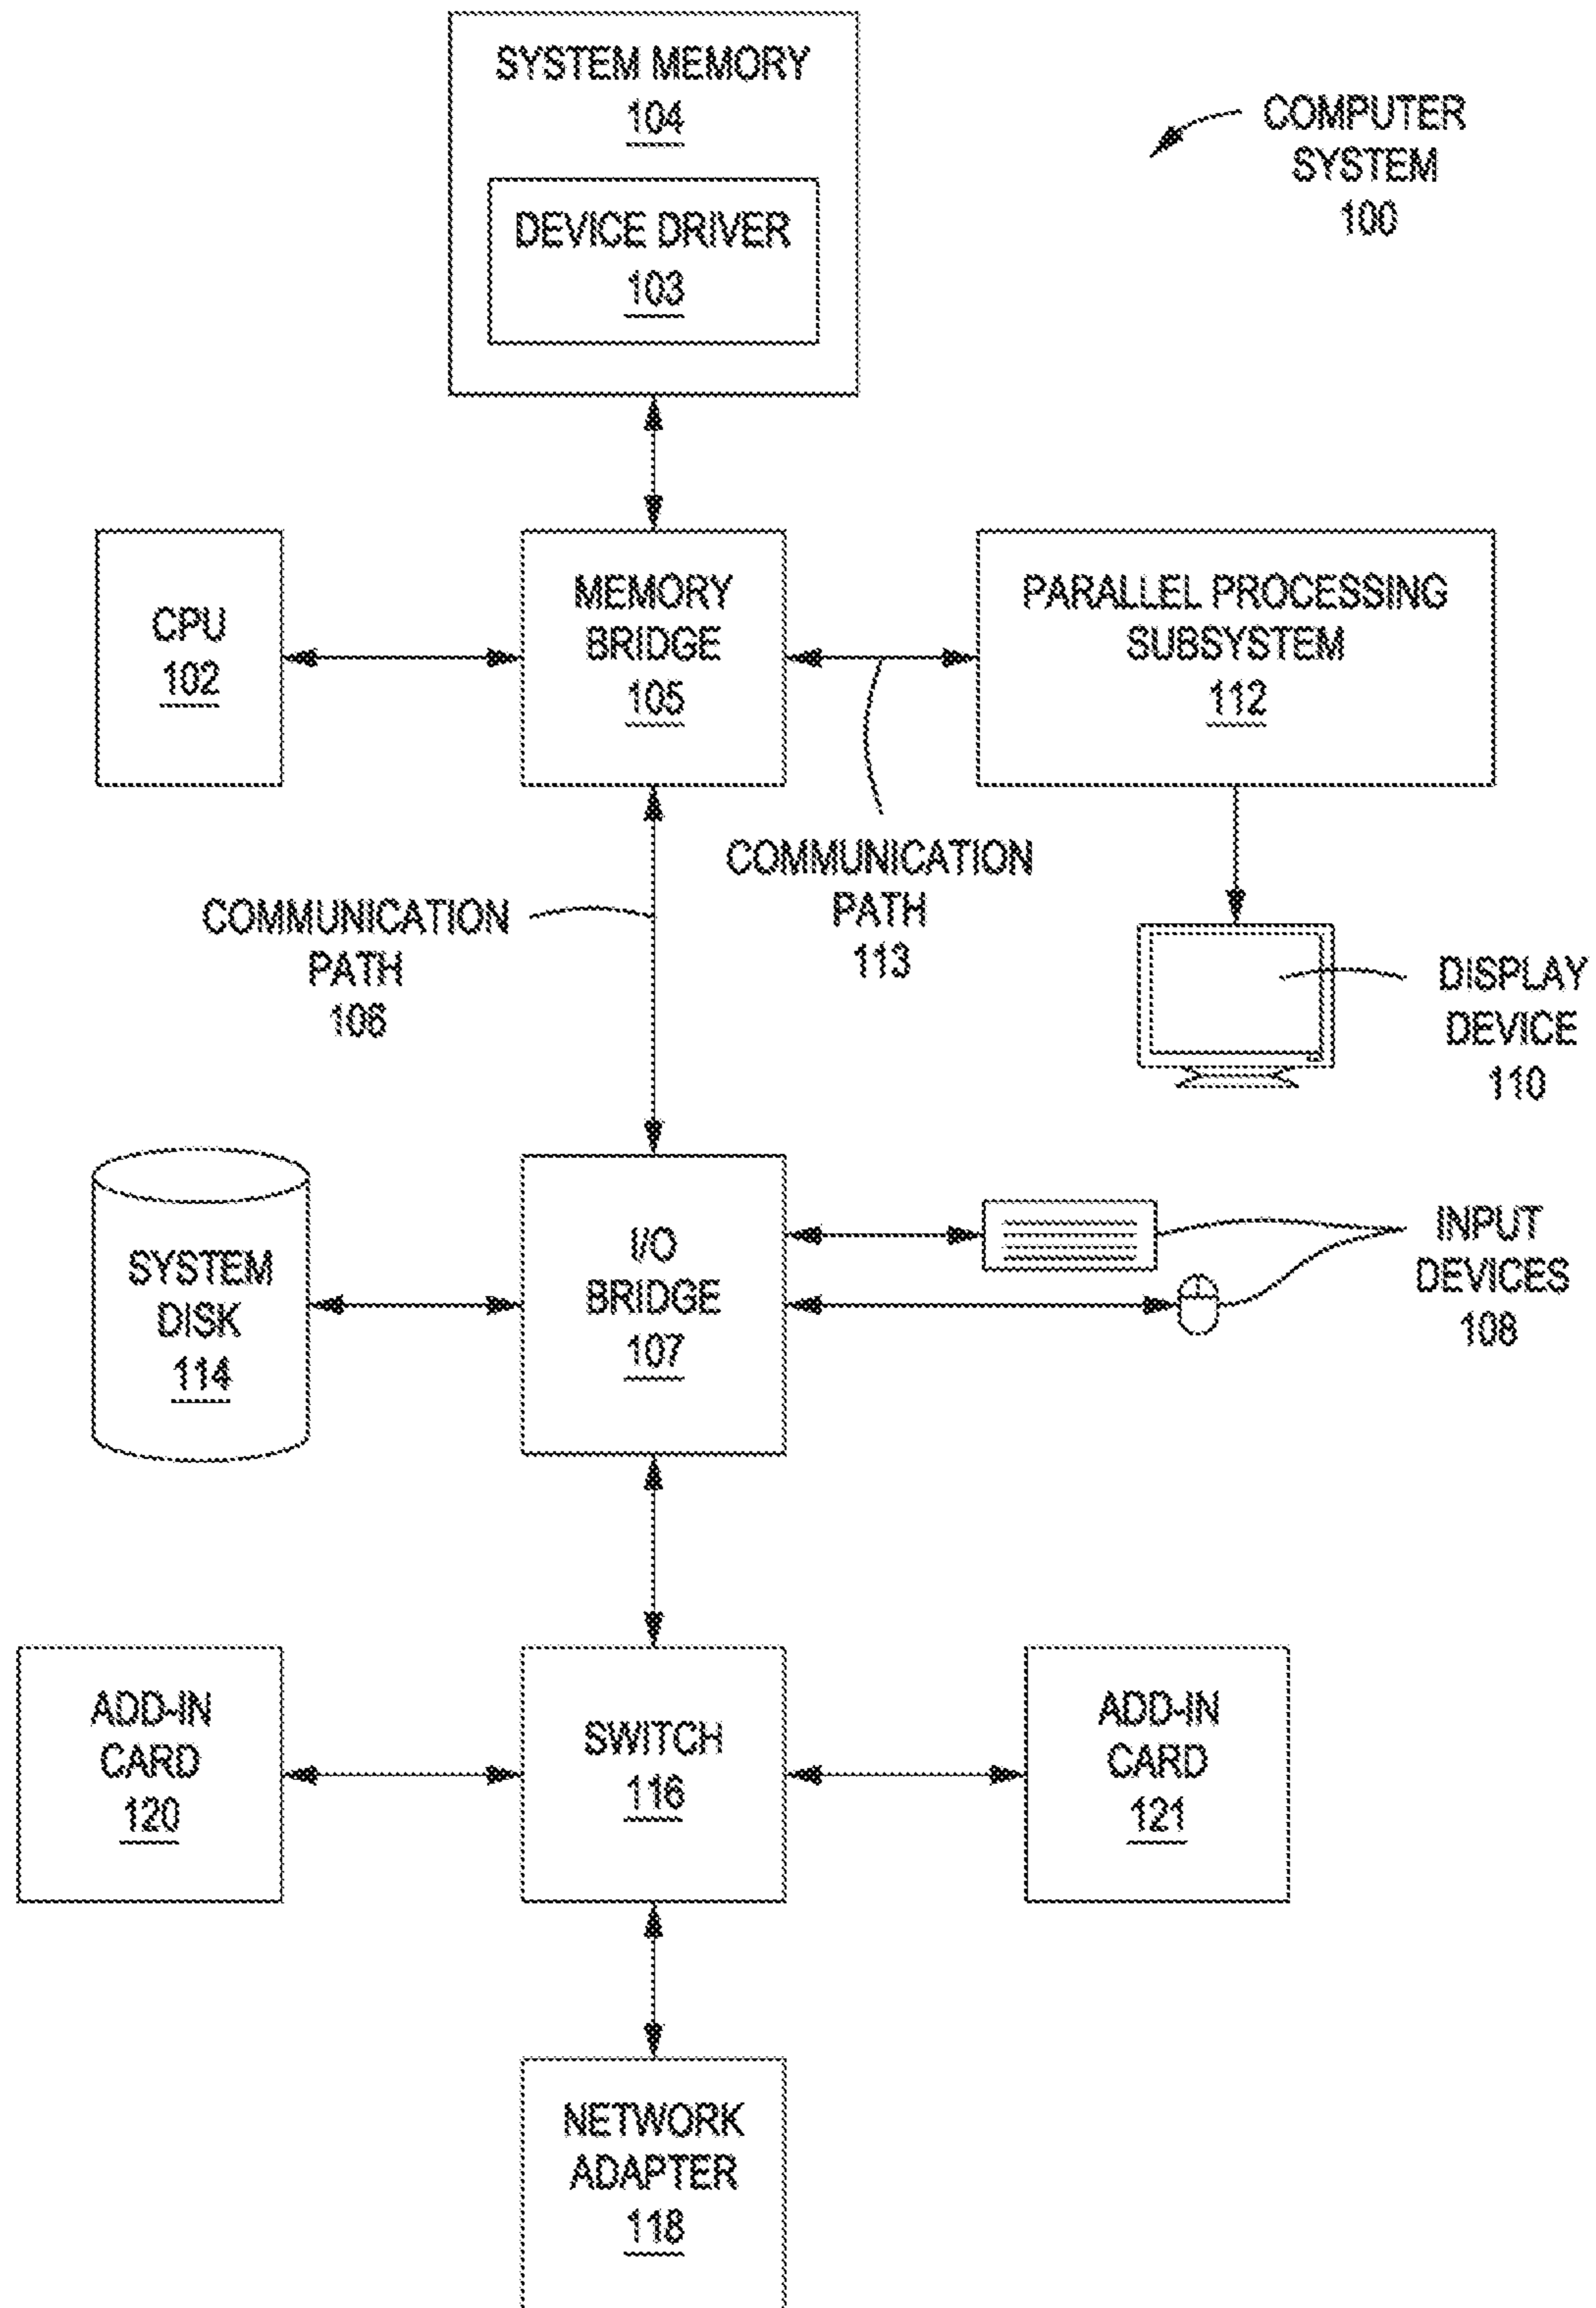 SYSTEM MEMORY
104
DEVICE DRIVER
103
COMPUTER
SYSTEM
100
CPU
102
MEMORY
BRIDGE
105
PARALLEL PROCESSING
SUBSYSTEM
112
COMMUNICATION
PATH
113
COMMUNICATION
PATH
106
DISPLAY
DEVICE
110
SYSTEM
DISK
114
I/O
BRIDGE
107
INPUT
DEVICES
108
ADD-IN
CARD
120
SWITCH
116
ADD-IN
CARD
121
NETWORK
ADAPTER
118